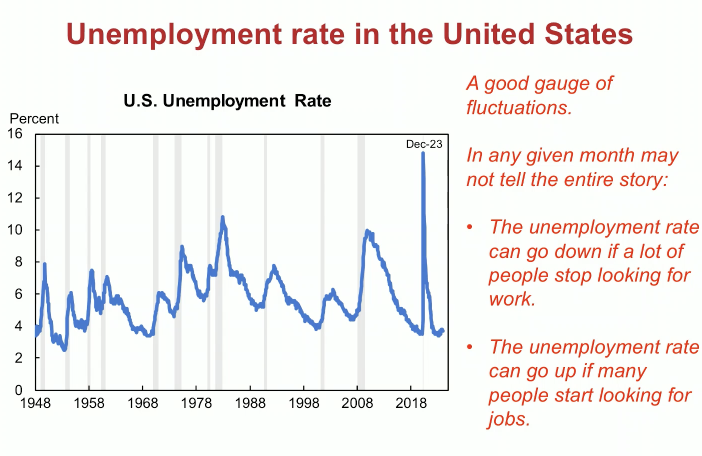 Unemployment rate in the United States
A good gauge of
fluctuations.
In any given month may
not tell the entire story:
• The unemployment rate
can go down if a lot of
people stop looking for
work.
• The unemployment rate
can go up if many
people start looking for
jobs.
U.S. Unemployment Rate
Percent
16
14
12
10
8
6
4
2
0
Dec-23
1948 1958 1968 1978 1988 1998 2008 2018